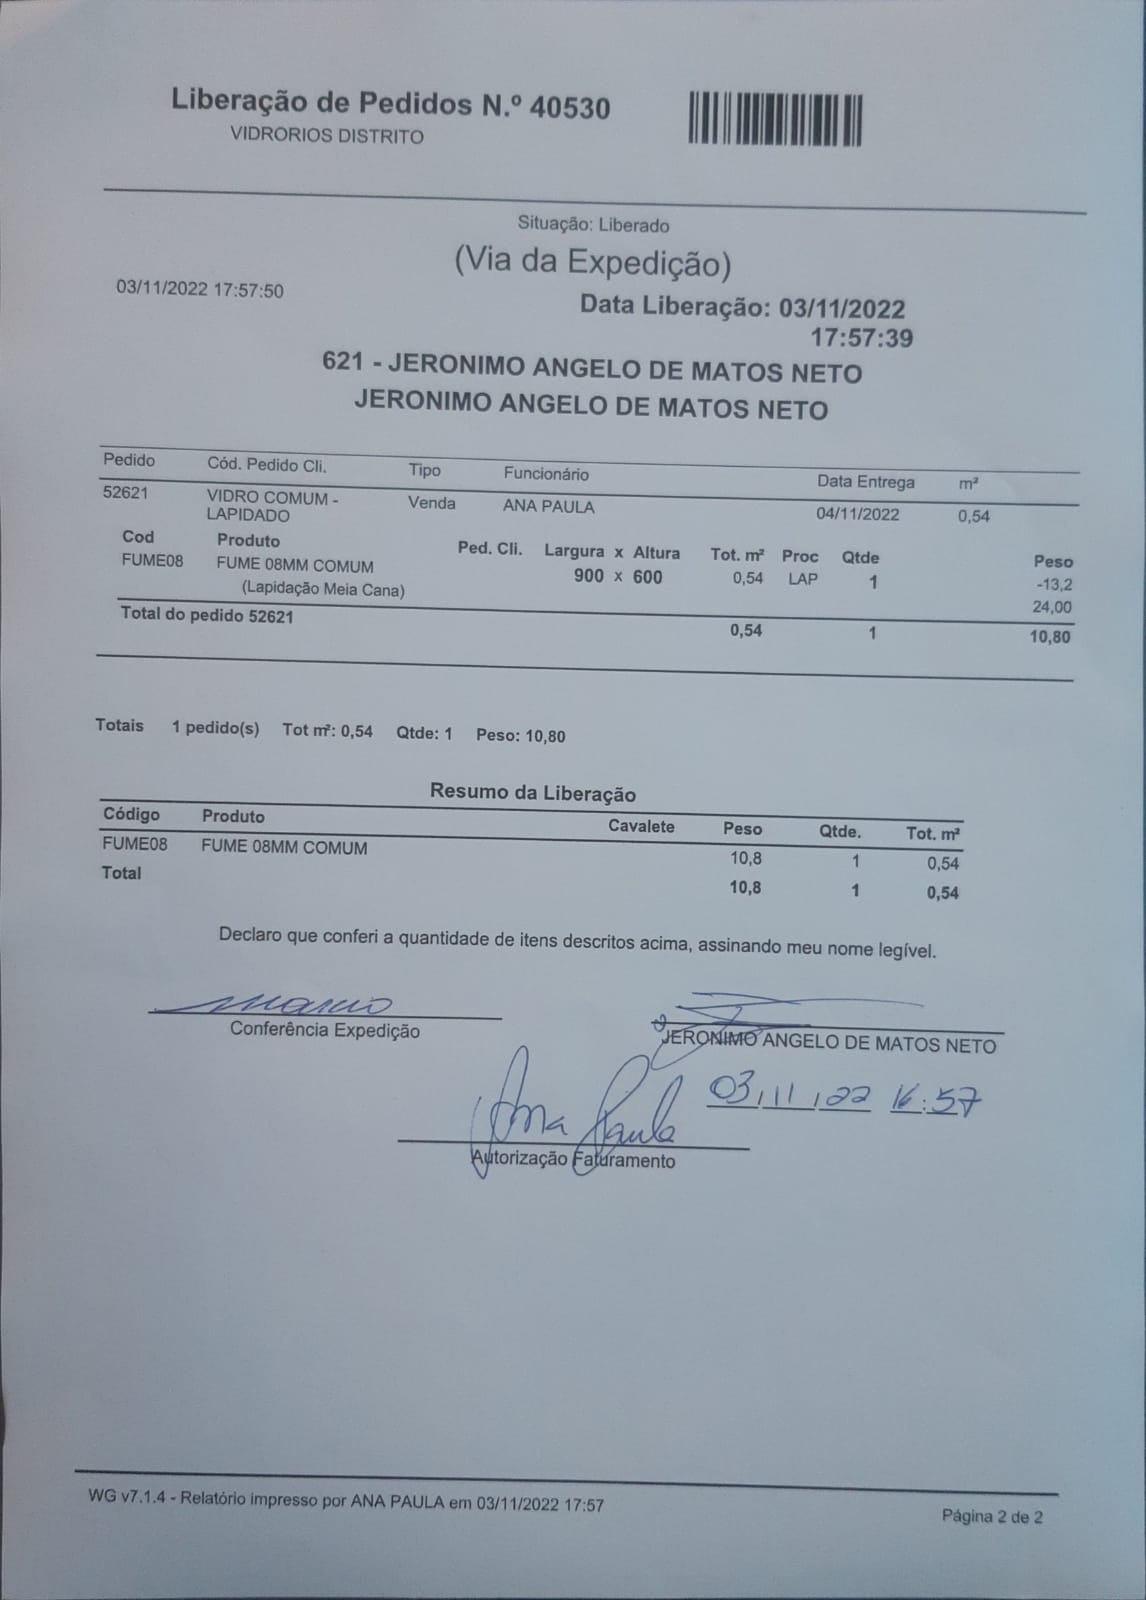 Liberação de Pedidos N.º 40530
VIDRORIOS DISTRITO
Situação: Liberado
(Via da Expedição)
03/11/2022 17:57:50
Data Liberação: 03/11/2022
17:57:39
621 - JERONIMO ANGELO DE MATOS NETO
JERONIMO ANGELO DE MATOS NETO
Pedido Cód. Pedido Cli. Tipo Funcionário Data Entrega m²
52621 VIDRO COMUM - Venda ANA PAULA 04/11/2022 0,54
LAPIDADO
Cod Produto Ped. Cli. Largura x Altura Tot. m² Proc Qtde Peso
FUME08 FUME 08MM COMUM 900 x 600 0,54 LAP 1 -13,2
(Lapidação Meia Cana) 24,00
Total do pedido 52621 0,54 1 10,80
Totais 1 pedido(s) Tot m²: 0,54 Qtde: 1 Peso: 10,80
Resumo da Liberação
Código Produto Cavalete Peso Qtde. Tot. m²
FUME08 FUME 08MM COMUM 10,8 1 0,54
Total 10,8 1 0,54
Declaro que conferi a quantidade de itens descritos acima, assinando meu nome legível.
Conferência Expedição
JERONIMO ANGELO DE MATOS NETO
03/11/22 16:57
Ana Paula
Autorização Faturamento
WG v7.1.4 - Relatório impresso por ANA PAULA em 03/11/2022 17:57
Página 2 de 2